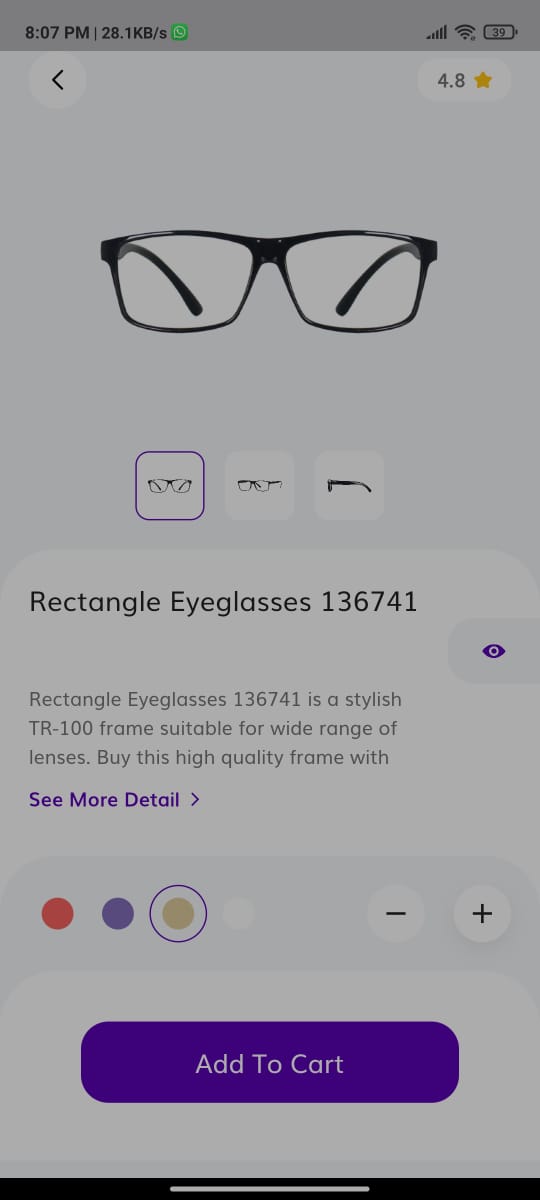 8:07 PM | 28.1KB/s
39
4.8
Rectangle Eyeglasses 136741
Rectangle Eyeglasses 136741 is a stylish
TR-100 frame suitable for wide range of
lenses. Buy this high quality frame with
See More Detail
Add To Cart